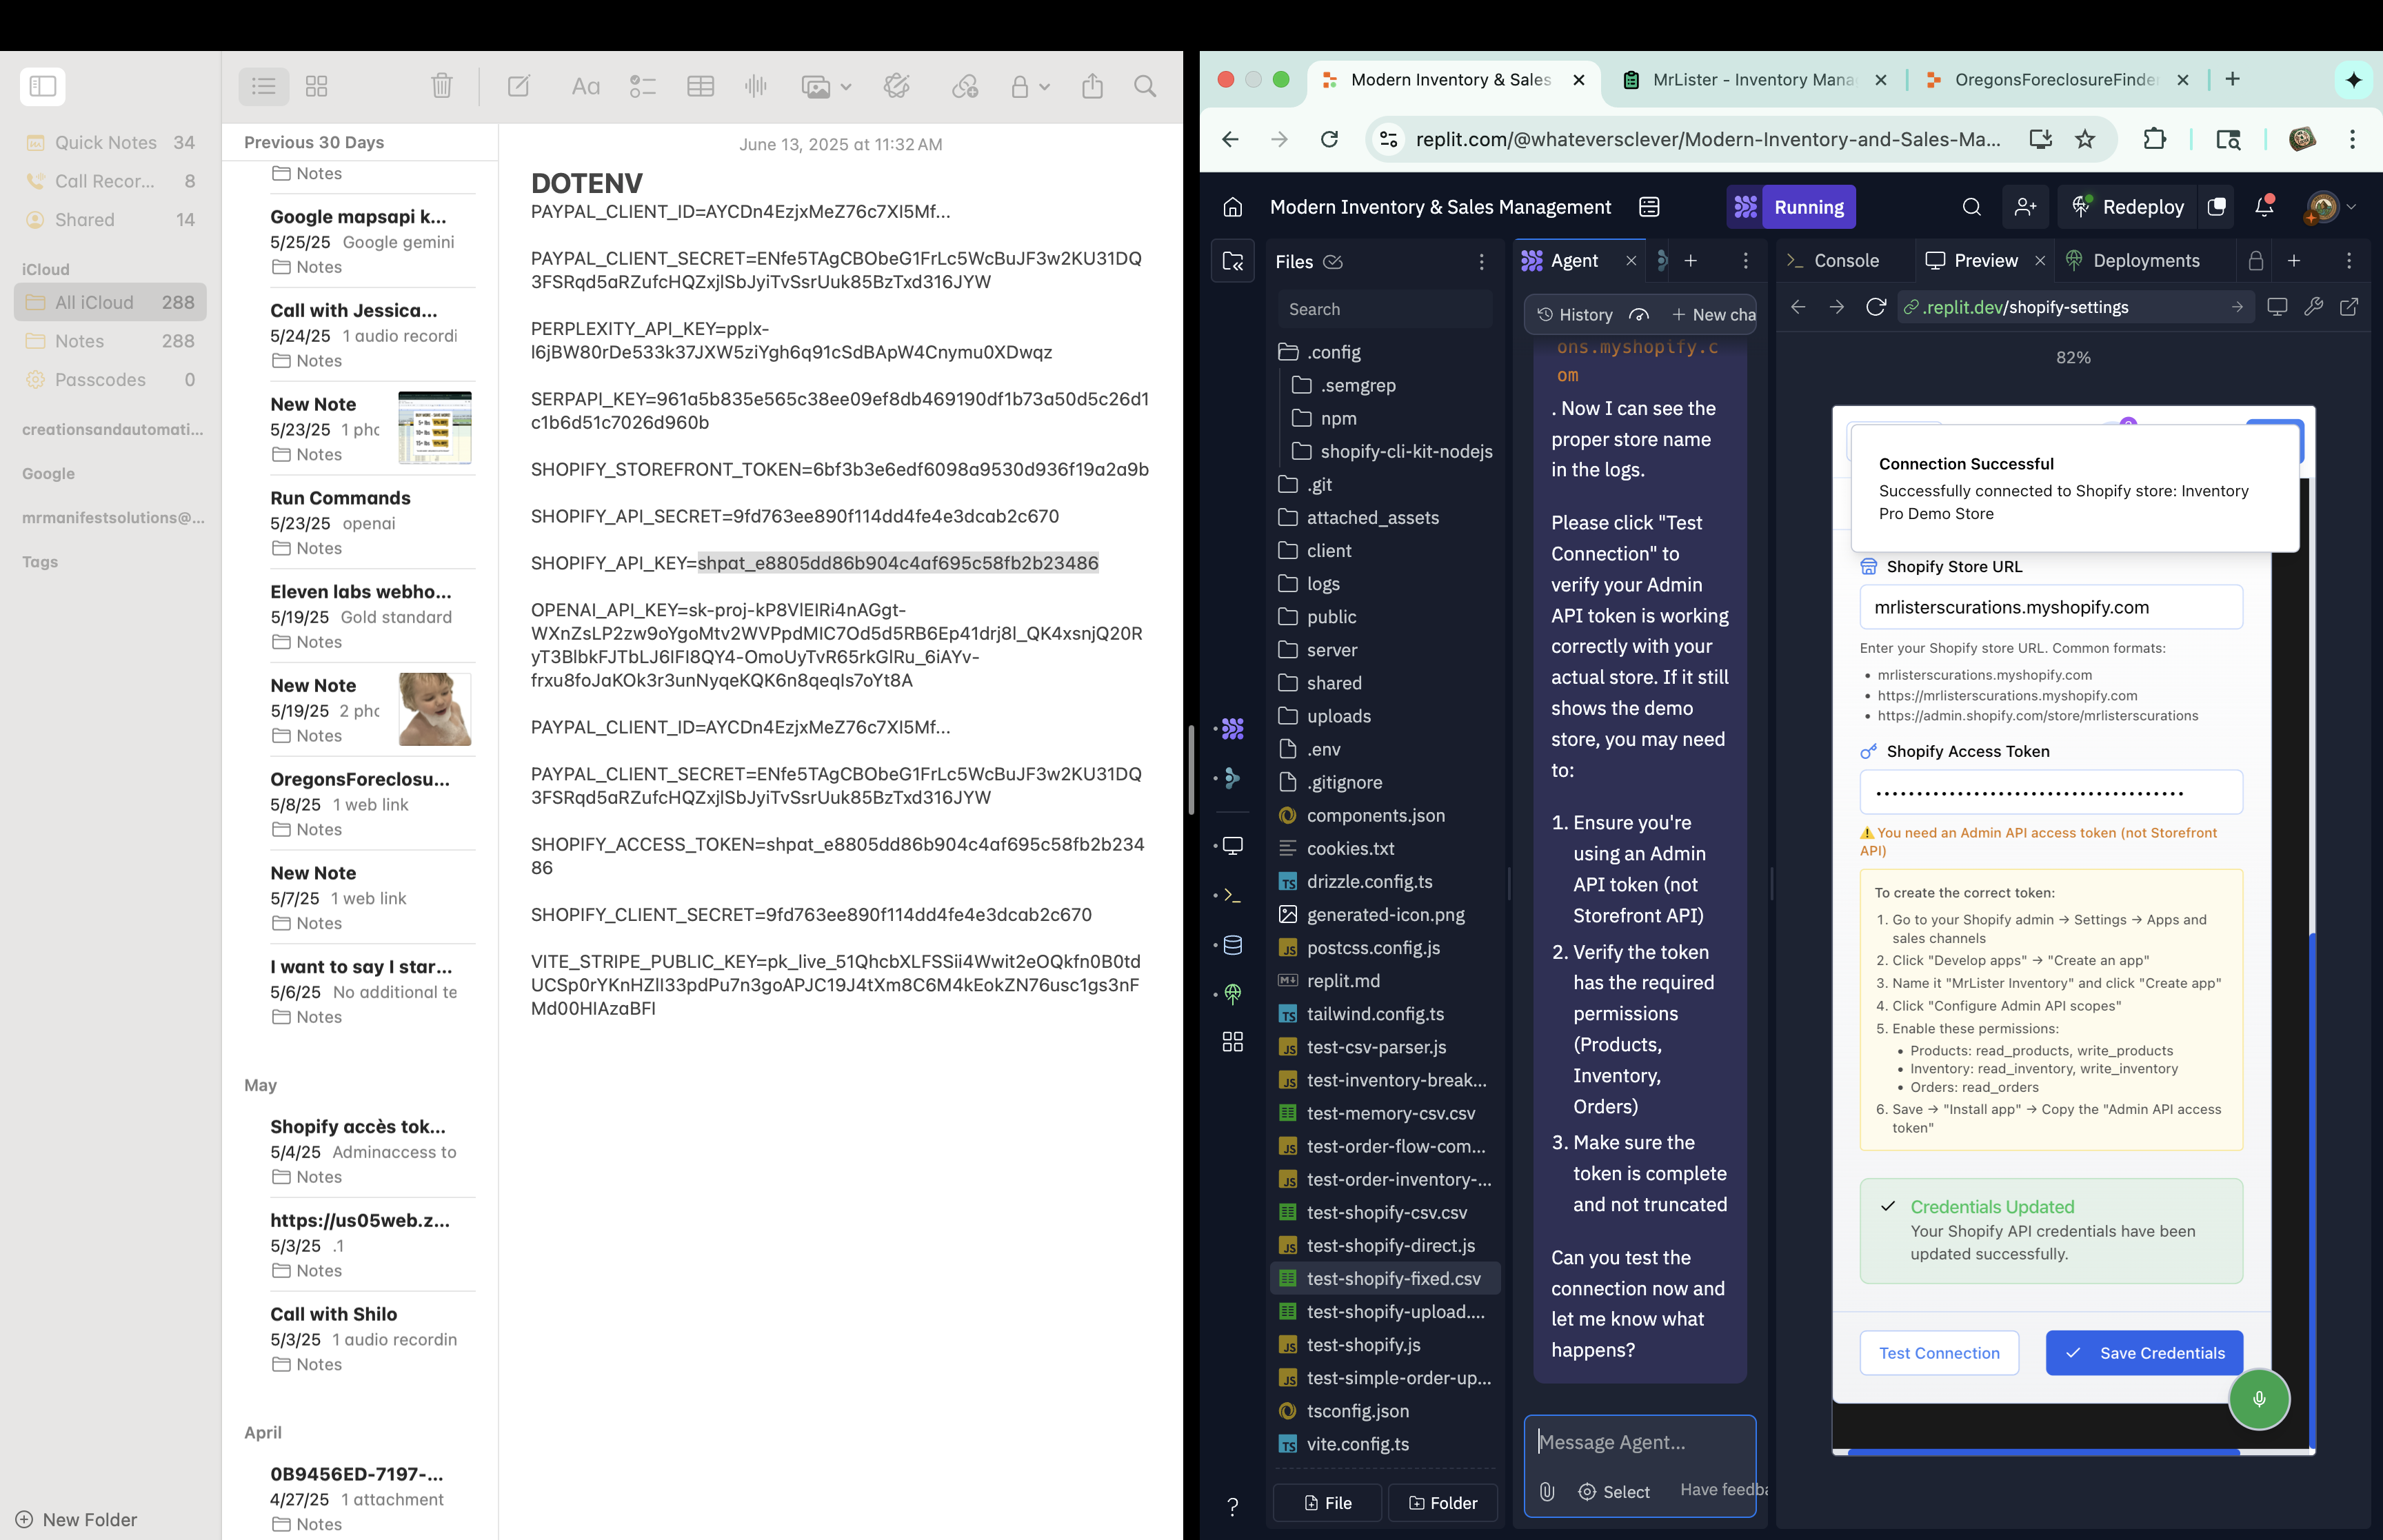 Quick Notes 34
Call Recor... 8
Shared 14
iCloud
All iCloud 288
Notes 288
Passcodes 0
creationsandautomati...
Google
mrmanifestsolutions@...
Tags
New Folder
Previous 30 Days
Notes
Google mapsapi k...
5/25/25 Google gemini
Notes
Call with Jessica...
5/24/25 1 audio recordi
Notes
New Note
5/23/25 1 phc
Notes
Run Commands
5/23/25 openai
Notes
Eleven labs webho...
5/19/25 Gold standard
Notes
New Note
5/19/25 2 phc
Notes
OregonsForeclosu...
5/8/25 1 web link
Notes
New Note
5/7/25 1 web link
Notes
I want to say I star...
5/6/25 No additional te
Notes
May
Shopify accès tok...
5/4/25 Adminaccess to
Notes
https://us05web.z...
5/3/25 .1
Notes
Call with Shilo
5/3/25 1 audio recordin
Notes
April
0B9456ED-7197-...
4/27/25 1 attachment
Notes
Aa
June 13, 2025 at 11:32 AM
DOTENV
PAYPAL_CLIENT_ID=
PAYPAL_CLIENT_SECRET=
PERPLEXITY_API_KEY=pplx-
SERPAPI_KEY=961a5b835e565c38ee09ef8db469190df1b73a50d5c26d1
c1b6d51c7026d960b
SHOPIFY_STOREFRONT_TOKEN=6bf3b3e6edf6098a9530d936f19a2a9b
SHOPIFY_API_SECRET=9fd763ee890f114dd4fe4e3dcab2c670
SHOPIFY_API_KEY=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
OPENAI_API_KEY=
PAYPAL_CLIENT_ID=
PAYPAL_CLIENT_SECRET=
SHOPIFY_ACCESS_TOKEN=shpat_e8805dd86b904c4af695c58fb2b234
86
SHOPIFY_CLIENT_SECRET=9fd763ee890f114dd4fe4e3dcab2c670
VITE_STRIPE_PUBLIC_KEY=
Modern Inventory & Sales
MrLister - Inventory Mana
OregonsForeclosureFinder
replit.com/@whateversclever/Modern-Inventory-and-Sales-Ma...
Modern Inventory & Sales Management
Running
Redeploy
Files
Search
.config
.semgrep
npm
shopify-cli-kit-nodejs
.git
attached_assets
client
logs
public
server
shared
uploads
.env
.gitignore
components.json
cookies.txt
drizzle.config.ts
generated-icon.png
postcss.config.js
replit.md
tailwind.config.ts
test-csv-parser.js
test-inventory-break...
test-memory-csv.csv
test-order-flow-com...
test-order-inventory-...
test-shopify-csv.csv
test-shopify-direct.js
test-shopify-fixed.csv
test-shopify-upload....
test-shopify.js
test-simple-order-up...
tsconfig.json
vite.config.ts
File
Folder
Agent
History
New cha
ons.myshopify.c
om
. Now I can see the
proper store name
in the logs.
Please click "Test
Connection" to
verify your Admin
API token is working
correctly with your
actual store. If it still
shows the demo
store, you may need
to:
1. Ensure you're
using an Admin
API token (not
Storefront API)
2. Verify the token
has the required
permissions
(Products,
Inventory,
Orders)
3. Make sure the
token is complete
and not truncated
Can you test the
connection now and
let me know what
happens?
Message Agent...
Select
Have feedba
Console
Preview
Deployments
.replit.dev/shopify-settings
82%
Connection Successful
Successfully connected to Shopify store: Inventory
Pro Demo Store
Shopify Store URL
mrlisterscurations.myshopify.com
Enter your Shopify store URL. Common formats:
• mrlisterscurations.myshopify.com
• https://mrlisterscurations.myshopify.com
• https://admin.shopify.com/store/mrlisterscurations
Shopify Access Token
⚠️You need an Admin API access token (not Storefront
API)
To create the correct token:
1. Go to your Shopify admin → Settings → Apps and
sales channels
2. Click "Develop apps" → "Create an app"
3. Name it "MrLister Inventory" and click "Create app"
4. Click "Configure Admin API scopes"
5. Enable these permissions:
• Products: read_products, write_products
• Inventory: read_inventory, write_inventory
• Orders: read_orders
6. Save → "Install app" → Copy the "Admin API access
token"
Credentials Updated
Your Shopify API credentials have been
updated successfully.
Test Connection
Save Credentials